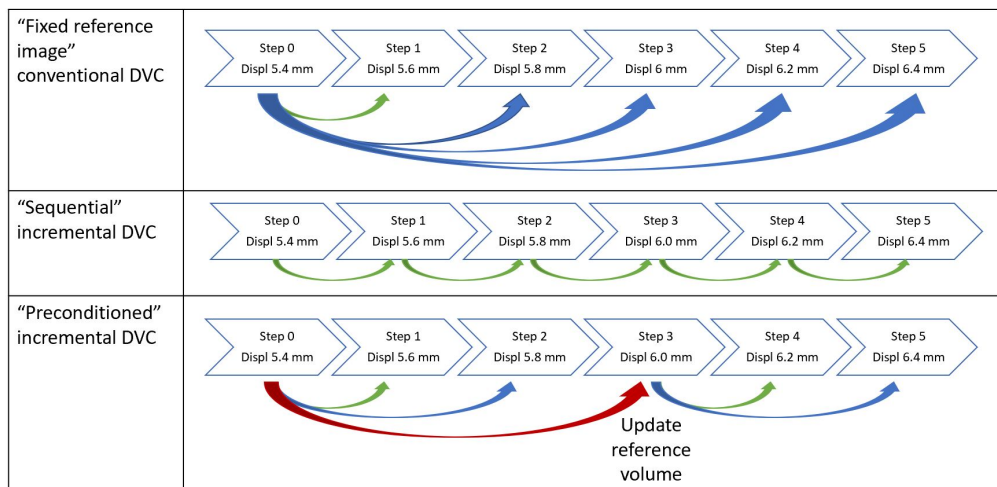 “Fixed reference
image”
conventional DVC
Step 0
Displ 5.4 mm
Step 1
Displ 5.6 mm
Step 2
Displ 5.8 mm
Step 3
Displ 6 mm
Step 4
Displ 6.2 mm
Step 5
Displ 6.4 mm
“Sequential”
incremental DVC
Step 0
Displ 5.4 mm
Step 1
Displ 5.6 mm
Step 2
Displ 5.8 mm
Step 3
Displ 6.0 mm
Step 4
Displ 6.2 mm
Step 5
Displ 6.4 mm
“Preconditioned”
incremental DVC
Step 0
Displ 5.4 mm
Step 1
Displ 5.6 mm
Step 2
Displ 5.8 mm
Step 3
Displ 6.0 mm
Step 4
Displ 6.2 mm
Step 5
Displ 6.4 mm
Update
reference
volume